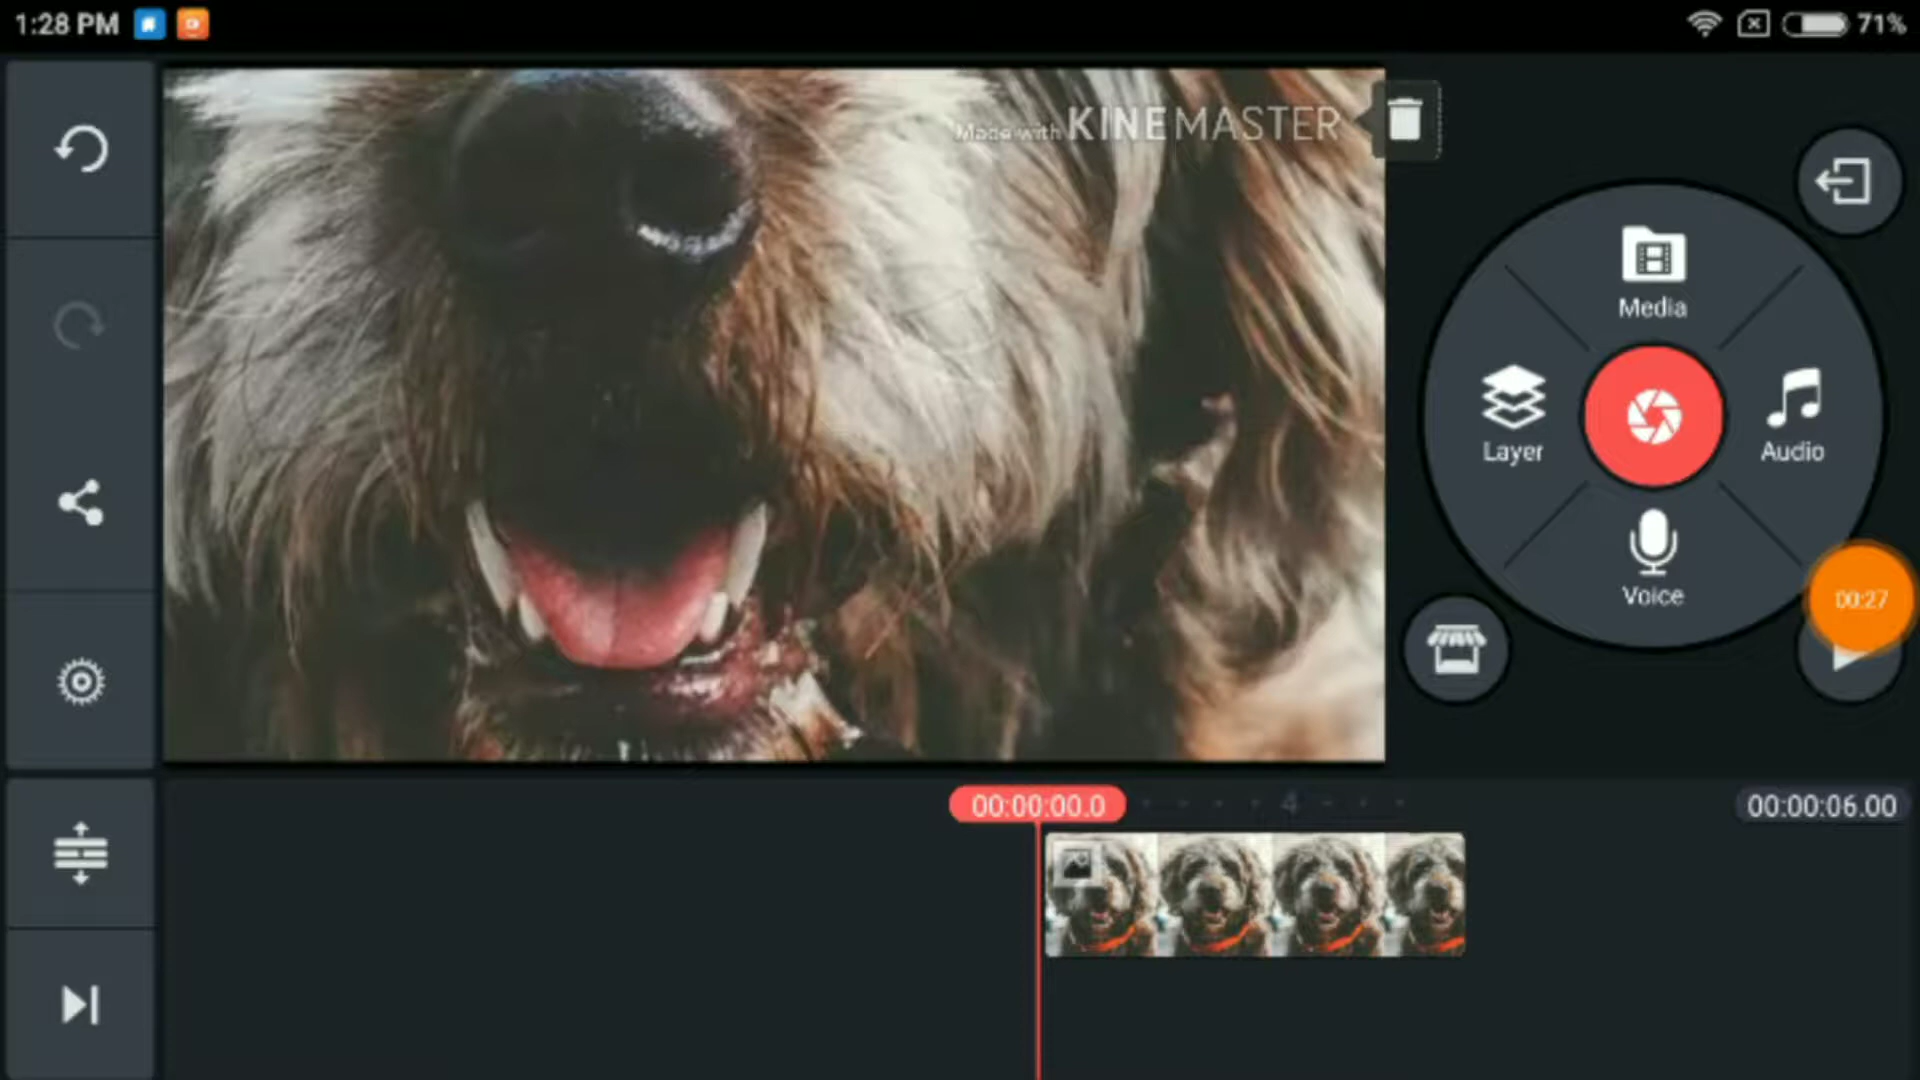 1:28 PM
71%
Made with KINEMASTER
Media
Layer
Audio
Voice
00:27
00:00:00.0
4
00:00:06.00